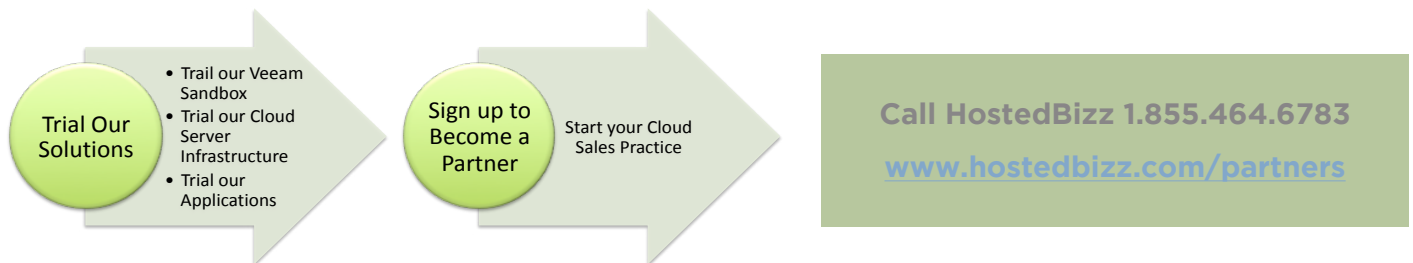 Trial Our
Solutions
• Trail our Veeam
Sandbox
• Trial our Cloud
Server
Infrastructure
• Trial our
Applications
Sign up to
Become a
Partner
Start your Cloud
Sales Practice
Call HostedBizz 1.855.464.6783
www.hostedbizz.com/partners